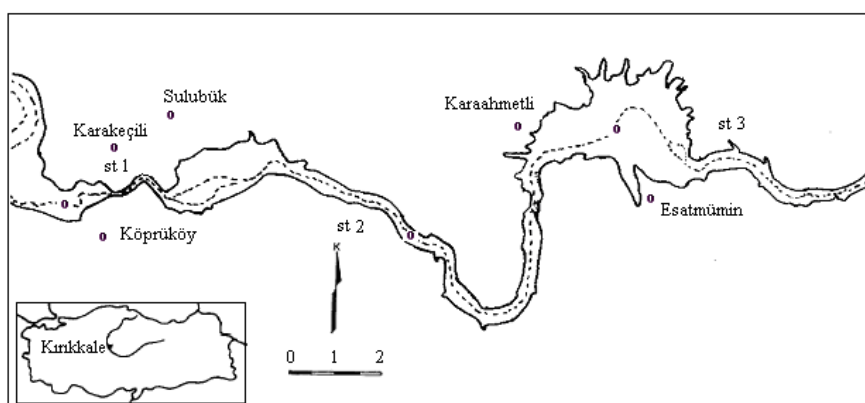 Sulubük
Karakeçili
st 1
Köprüköy
st 2
Karaahmetli
st 3
Esatmümin
K
0 1 2
Kırıkkale